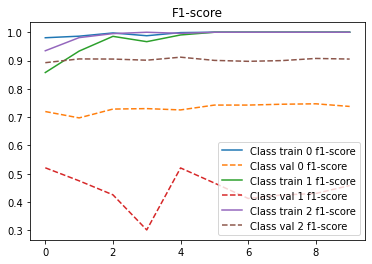 F1-score
1.0
0.9
0.8
0.7
0.6
0.5
0.4
0.3
Class train 0 f1-score
Class val 0 f1-score
Class train 1 f1-score
Class val 1 f1-score
Class train 2 f1-score
Class val 2 f1-score
0 2 4 6 8